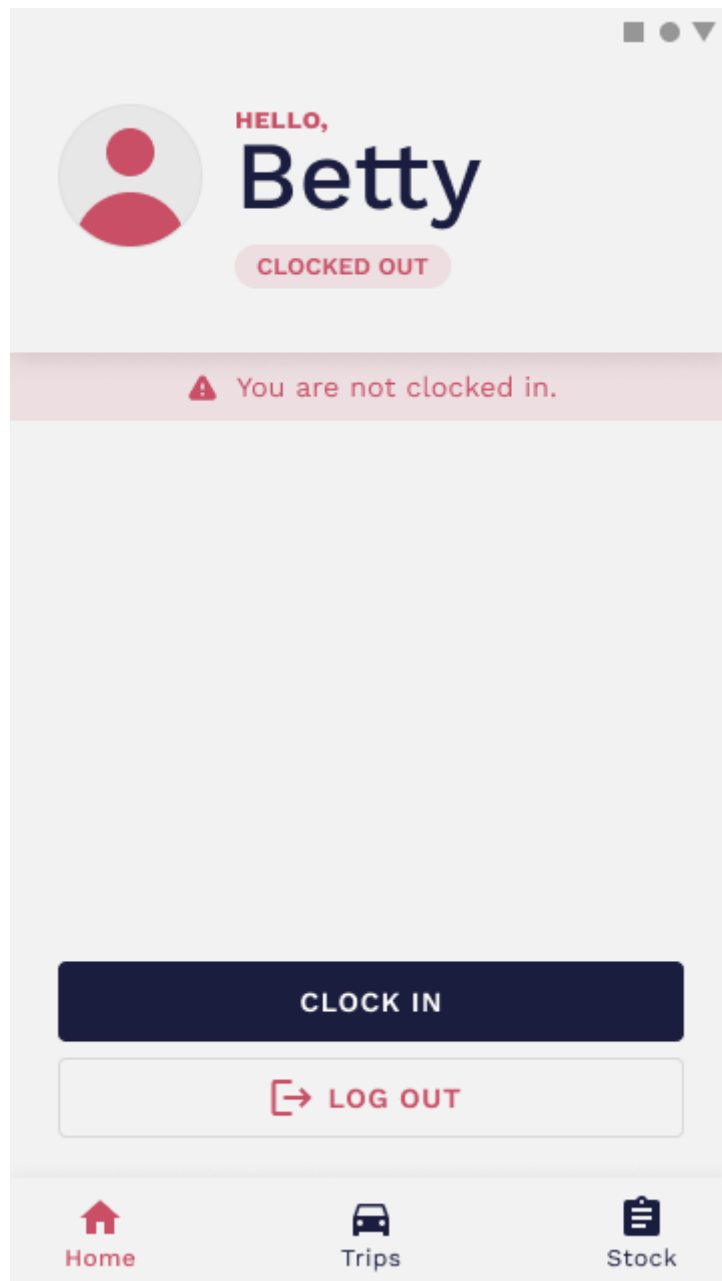 HELLO,
Betty
CLOCKED OUT
You are not clocked in.
CLOCK IN
LOG OUT
Home
Trips
Stock